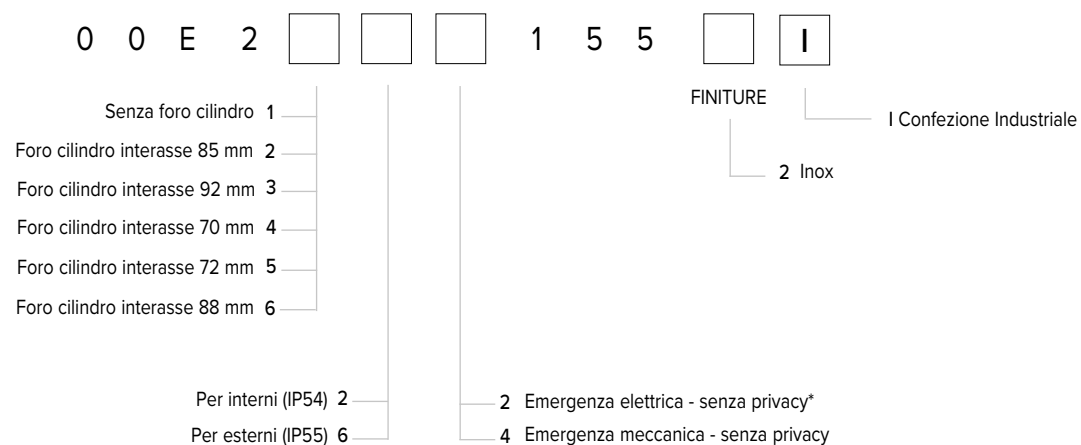 0 0 E 2 1 5 5 I
FINITURE
I Confezione Industriale
2 Inox
Senza foro cilindro 1
Foro cilindro interasse 85 mm 2
Foro cilindro interasse 92 mm 3
Foro cilindro interasse 70 mm 4
Foro cilindro interasse 72 mm 5
Foro cilindro interasse 88 mm 6
Per interni (IP54) 2
Per esterni (IP55) 6
2 Emergenza elettrica - senza privacy*
4 Emergenza meccanica - senza privacy